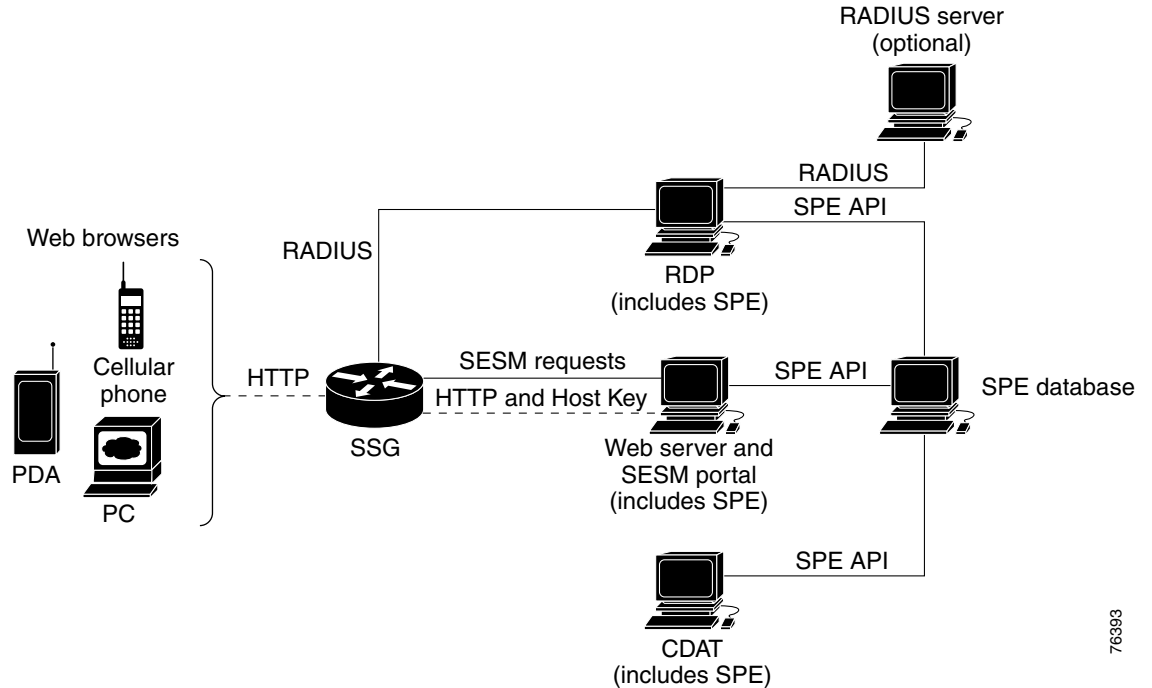 RADIUS server
(optional)
RADIUS
SPE API
RDP
(includes SPE)
RADIUS
Web browsers
Cellular
phone
PDA
PC
HTTP
SSG
SESM requests
HTTP and Host Key
Web server and
SESM portal
(includes SPE)
SPE API
SPE database
SPE API
CDAT
(includes SPE)
76393